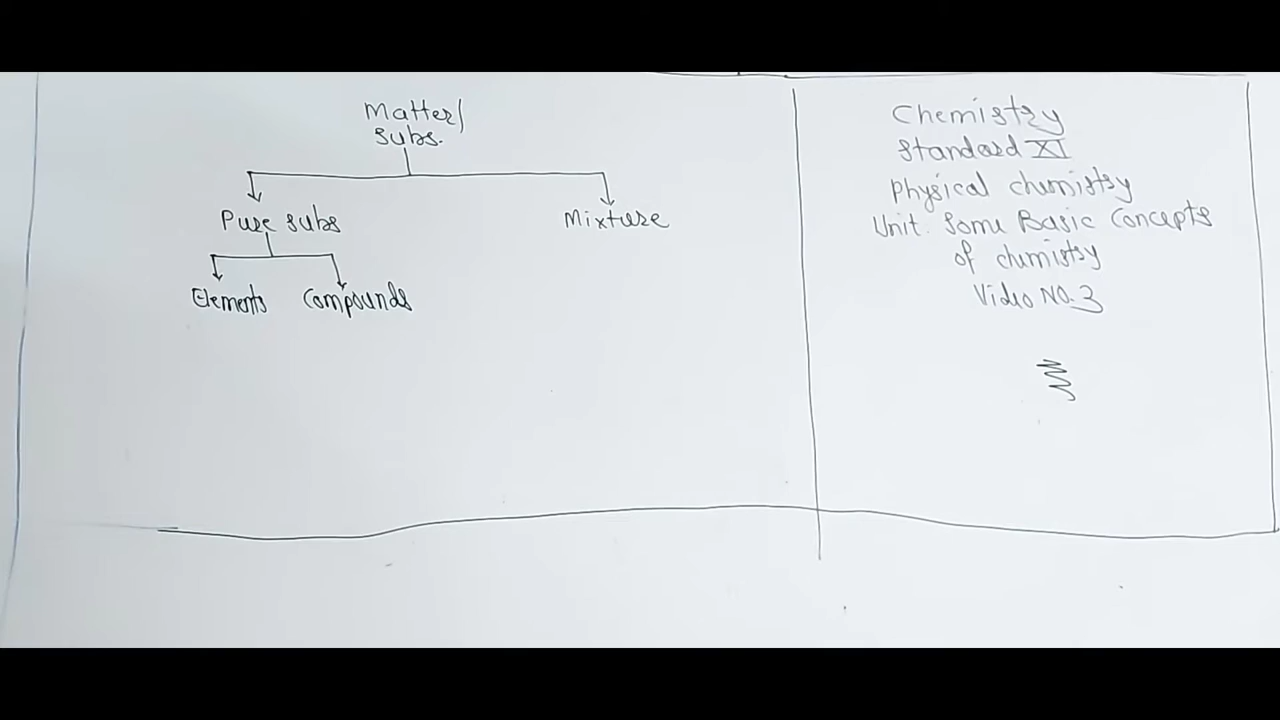 Matter/
subs.
Pure subs
Mixture
Elements
Compounds
Chemistry
Standard XI
Physical chemistry
Unit: Some Basic Concepts
of chemistry
Video No. 3